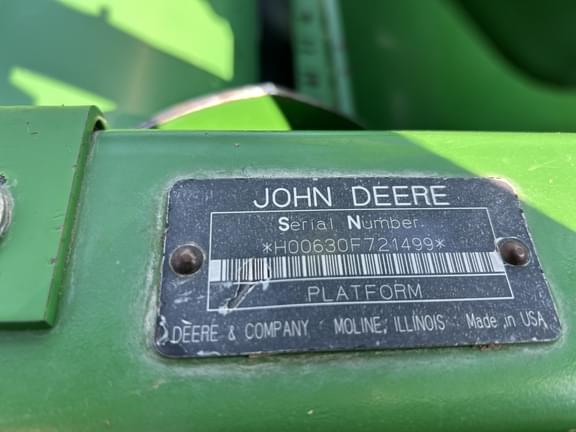 JOHN DEERE
Serial Number
*H00630F721499*
PLATFORM
DEERE & COMPANY MOLINE, ILLINOIS Made in USA